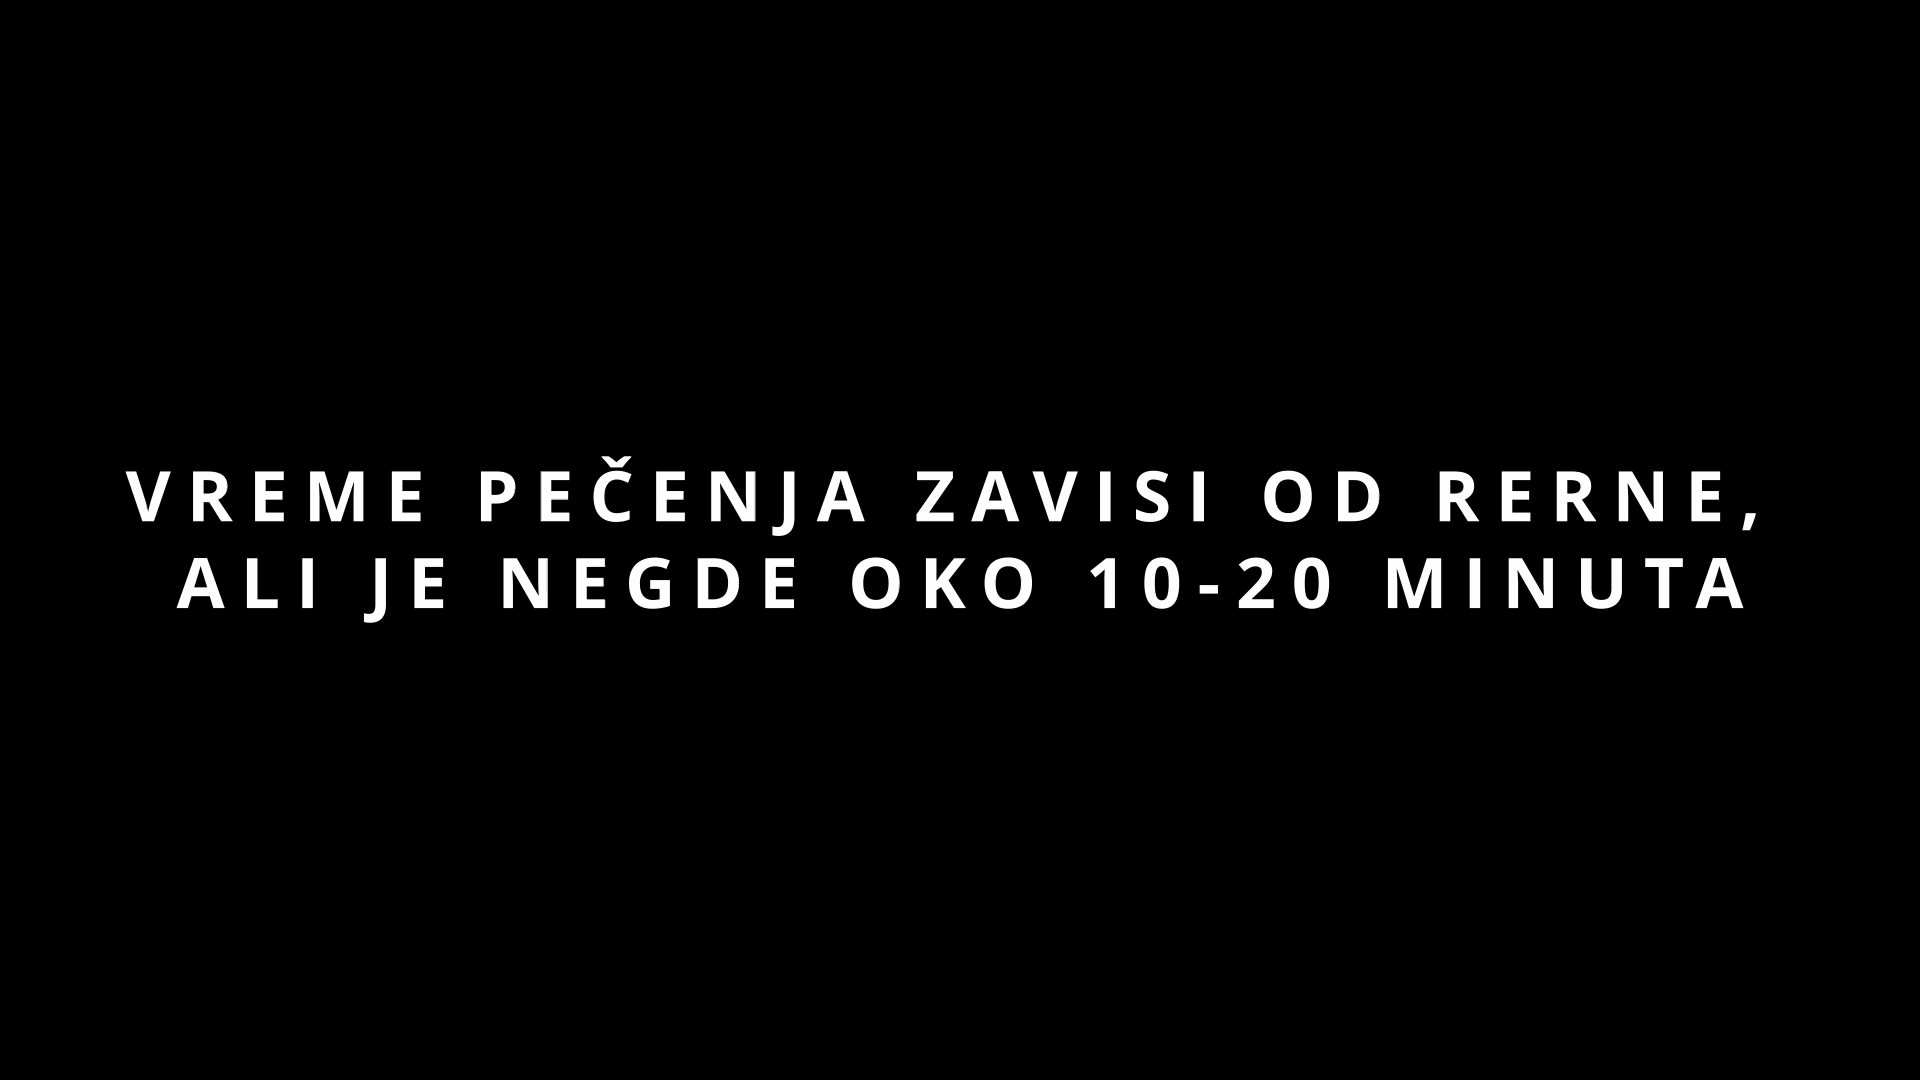 VREME PEČENJA ZAVISI OD RERNE,
ALI JE NEGDE OKO 10-20 MINUTA